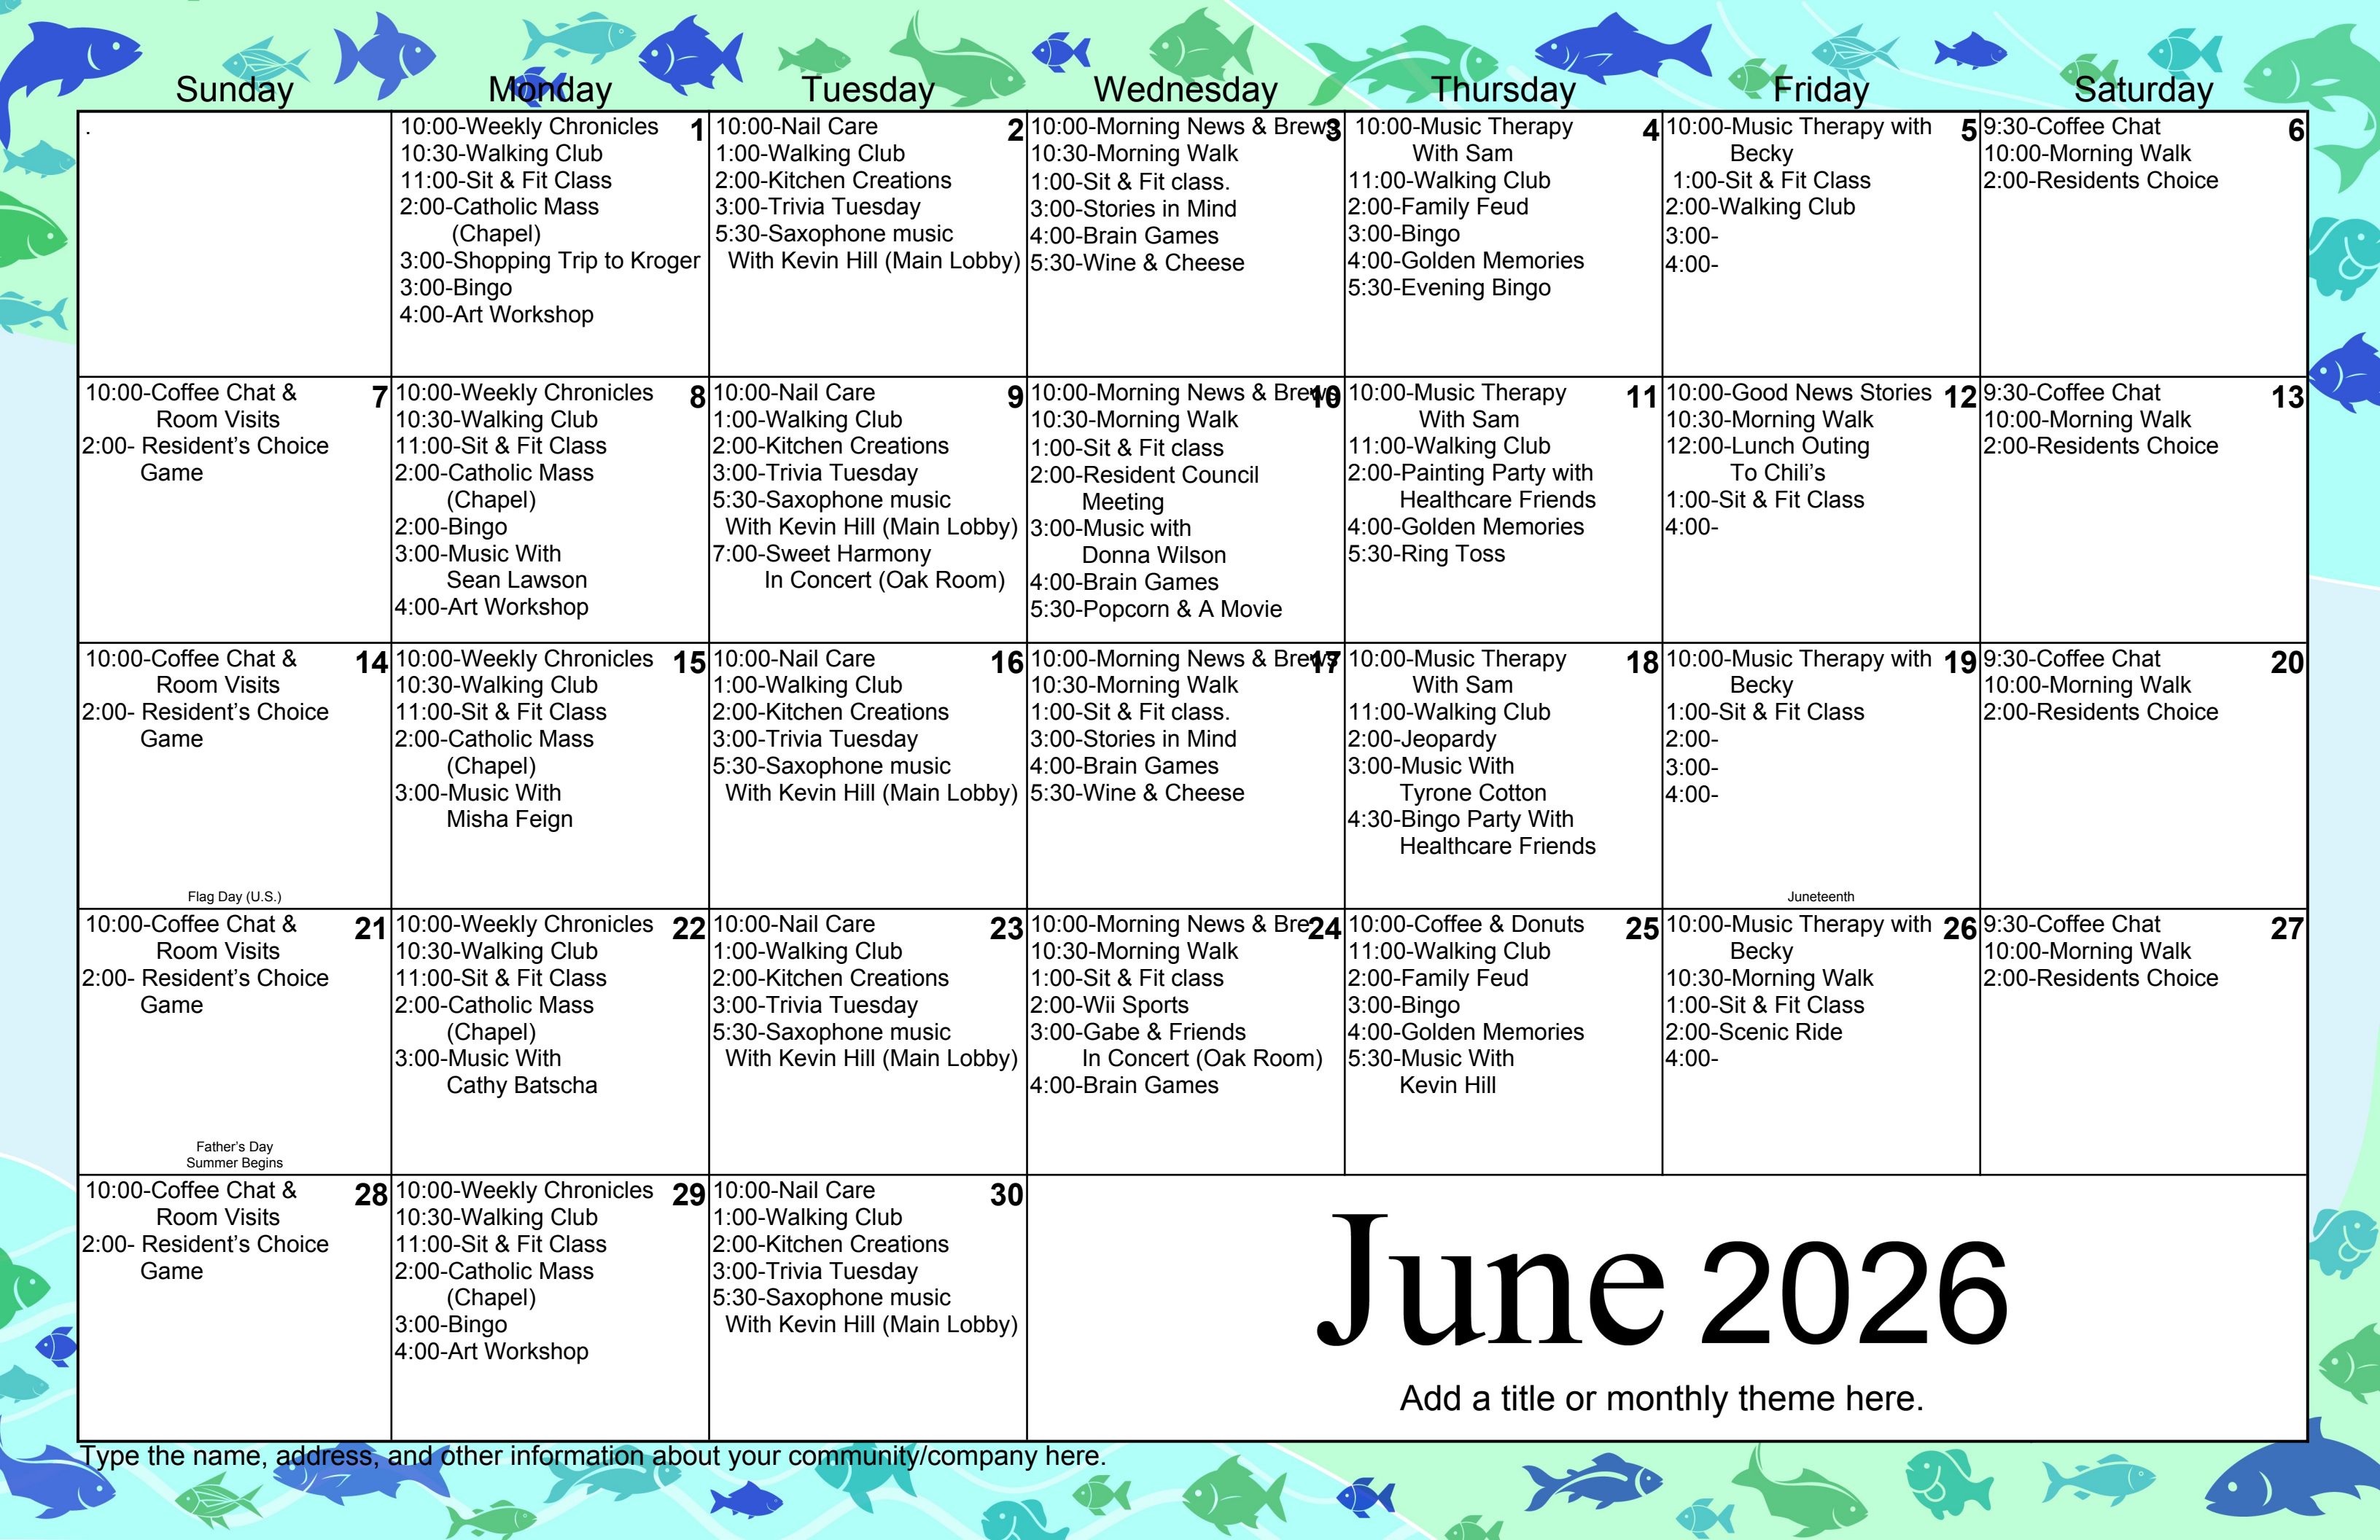 Sunday Monday Tuesday Wednesday Thursday Friday Saturday
.
10:00-Weekly Chronicles 1
10:30-Walking Club
11:00-Sit & Fit Class
2:00-Catholic Mass
(Chapel)
3:00-Shopping Trip to Kroger
3:00-Bingo
4:00-Art Workshop
10:00-Nail Care 2
1:00-Walking Club
2:00-Kitchen Creations
3:00-Trivia Tuesday
5:30-Saxophone music
With Kevin Hill (Main Lobby)
10:00-Morning News & Brews 3
10:30-Morning Walk
1:00-Sit & Fit class.
3:00-Stories in Mind
4:00-Brain Games
5:30-Wine & Cheese
10:00-Music Therapy 4
With Sam
11:00-Walking Club
2:00-Family Feud
3:00-Bingo
4:00-Golden Memories
5:30-Evening Bingo
10:00-Music Therapy with 5
Becky
1:00-Sit & Fit Class
2:00-Walking Club
3:00-
4:00-
9:30-Coffee Chat 6
10:00-Morning Walk
2:00-Residents Choice
10:00-Coffee Chat & 7
Room Visits
2:00- Resident’s Choice
Game
10:00-Weekly Chronicles 8
10:30-Walking Club
11:00-Sit & Fit Class
2:00-Catholic Mass
(Chapel)
2:00-Bingo
3:00-Music With
Sean Lawson
4:00-Art Workshop
10:00-Nail Care 9
1:00-Walking Club
2:00-Kitchen Creations
3:00-Trivia Tuesday
5:30-Saxophone music
With Kevin Hill (Main Lobby)
7:00-Sweet Harmony
In Concert (Oak Room)
10:00-Morning News & Brews 10
10:30-Morning Walk
1:00-Sit & Fit class
2:00-Resident Council
Meeting
3:00-Music with
Donna Wilson
4:00-Brain Games
5:30-Popcorn & A Movie
10:00-Music Therapy 11
With Sam
11:00-Walking Club
2:00-Painting Party with
Healthcare Friends
4:00-Golden Memories
5:30-Ring Toss
10:00-Good News Stories 12
10:30-Morning Walk
12:00-Lunch Outing
To Chili’s
1:00-Sit & Fit Class
4:00-
9:30-Coffee Chat 13
10:00-Morning Walk
2:00-Residents Choice
10:00-Coffee Chat & 14
Room Visits
2:00- Resident’s Choice
Game
Flag Day (U.S.)
10:00-Weekly Chronicles 15
10:30-Walking Club
11:00-Sit & Fit Class
2:00-Catholic Mass
(Chapel)
3:00-Music With
Misha Feign
10:00-Nail Care 16
1:00-Walking Club
2:00-Kitchen Creations
3:00-Trivia Tuesday
5:30-Saxophone music
With Kevin Hill (Main Lobby)
10:00-Morning News & Brews 17
10:30-Morning Walk
1:00-Sit & Fit class.
3:00-Stories in Mind
4:00-Brain Games
5:30-Wine & Cheese
10:00-Music Therapy 18
With Sam
11:00-Walking Club
2:00-Jeopardy
3:00-Music With
Tyrone Cotton
4:30-Bingo Party With
Healthcare Friends
10:00-Music Therapy with 19
Becky
1:00-Sit & Fit Class
2:00-
3:00-
4:00-
Juneteenth
9:30-Coffee Chat 20
10:00-Morning Walk
2:00-Residents Choice
10:00-Coffee Chat & 21
Room Visits
2:00- Resident’s Choice
Game
Father’s Day
Summer Begins
10:00-Weekly Chronicles 22
10:30-Walking Club
11:00-Sit & Fit Class
2:00-Catholic Mass
(Chapel)
3:00-Music With
Cathy Batscha
10:00-Nail Care 23
1:00-Walking Club
2:00-Kitchen Creations
3:00-Trivia Tuesday
5:30-Saxophone music
With Kevin Hill (Main Lobby)
10:00-Morning News & Bre 24
10:30-Morning Walk
1:00-Sit & Fit class
2:00-Wii Sports
3:00-Gabe & Friends
In Concert (Oak Room)
4:00-Brain Games
10:00-Coffee & Donuts 25
11:00-Walking Club
2:00-Family Feud
3:00-Bingo
4:00-Golden Memories
5:30-Music With
Kevin Hill
10:00-Music Therapy with 26
Becky
10:30-Morning Walk
1:00-Sit & Fit Class
2:00-Scenic Ride
4:00-
9:30-Coffee Chat 27
10:00-Morning Walk
2:00-Residents Choice
10:00-Coffee Chat & 28
Room Visits
2:00- Resident’s Choice
Game
10:00-Weekly Chronicles 29
10:30-Walking Club
11:00-Sit & Fit Class
2:00-Catholic Mass
(Chapel)
3:00-Bingo
4:00-Art Workshop
10:00-Nail Care 30
1:00-Walking Club
2:00-Kitchen Creations
3:00-Trivia Tuesday
5:30-Saxophone music
With Kevin Hill (Main Lobby)
June 2026
Add a title or monthly theme here.
Type the name, address, and other information about your community/company here.